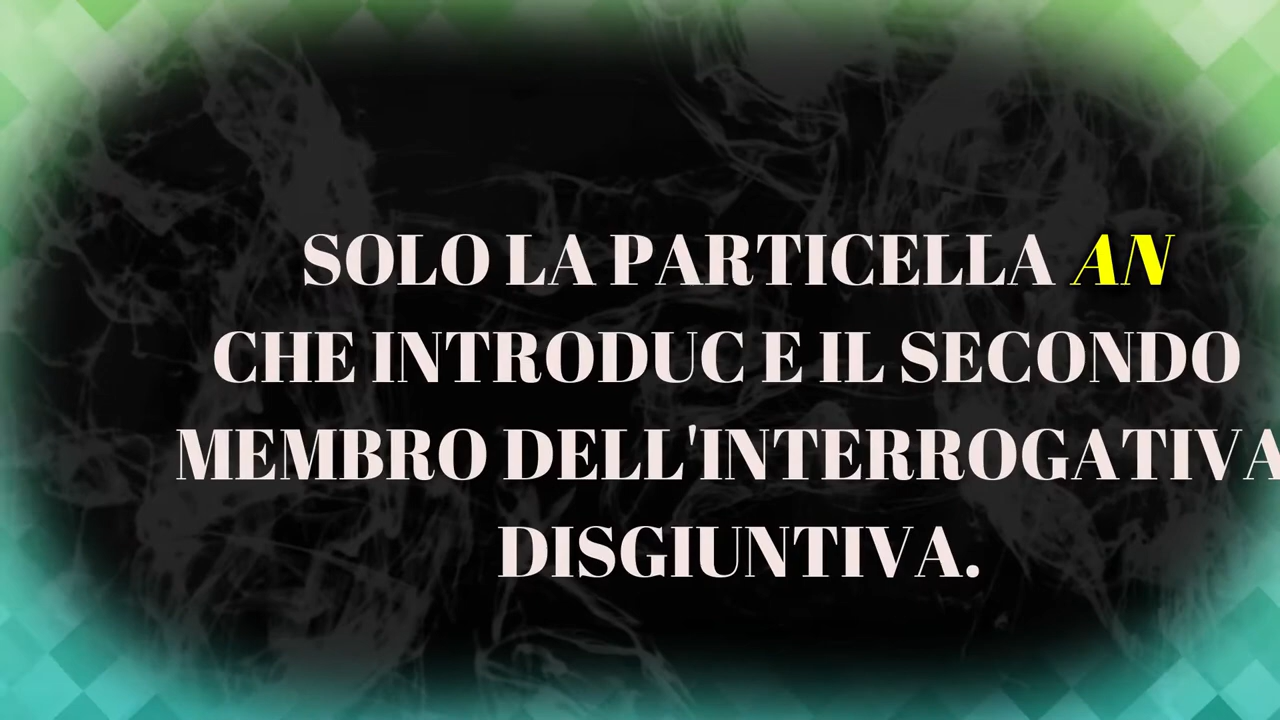 SOLO LA PARTICELLA AN
CHE INTRODUC E IL SECONDO
MEMBRO DELL'INTERROGATIVA
DISGIUNTIVA.